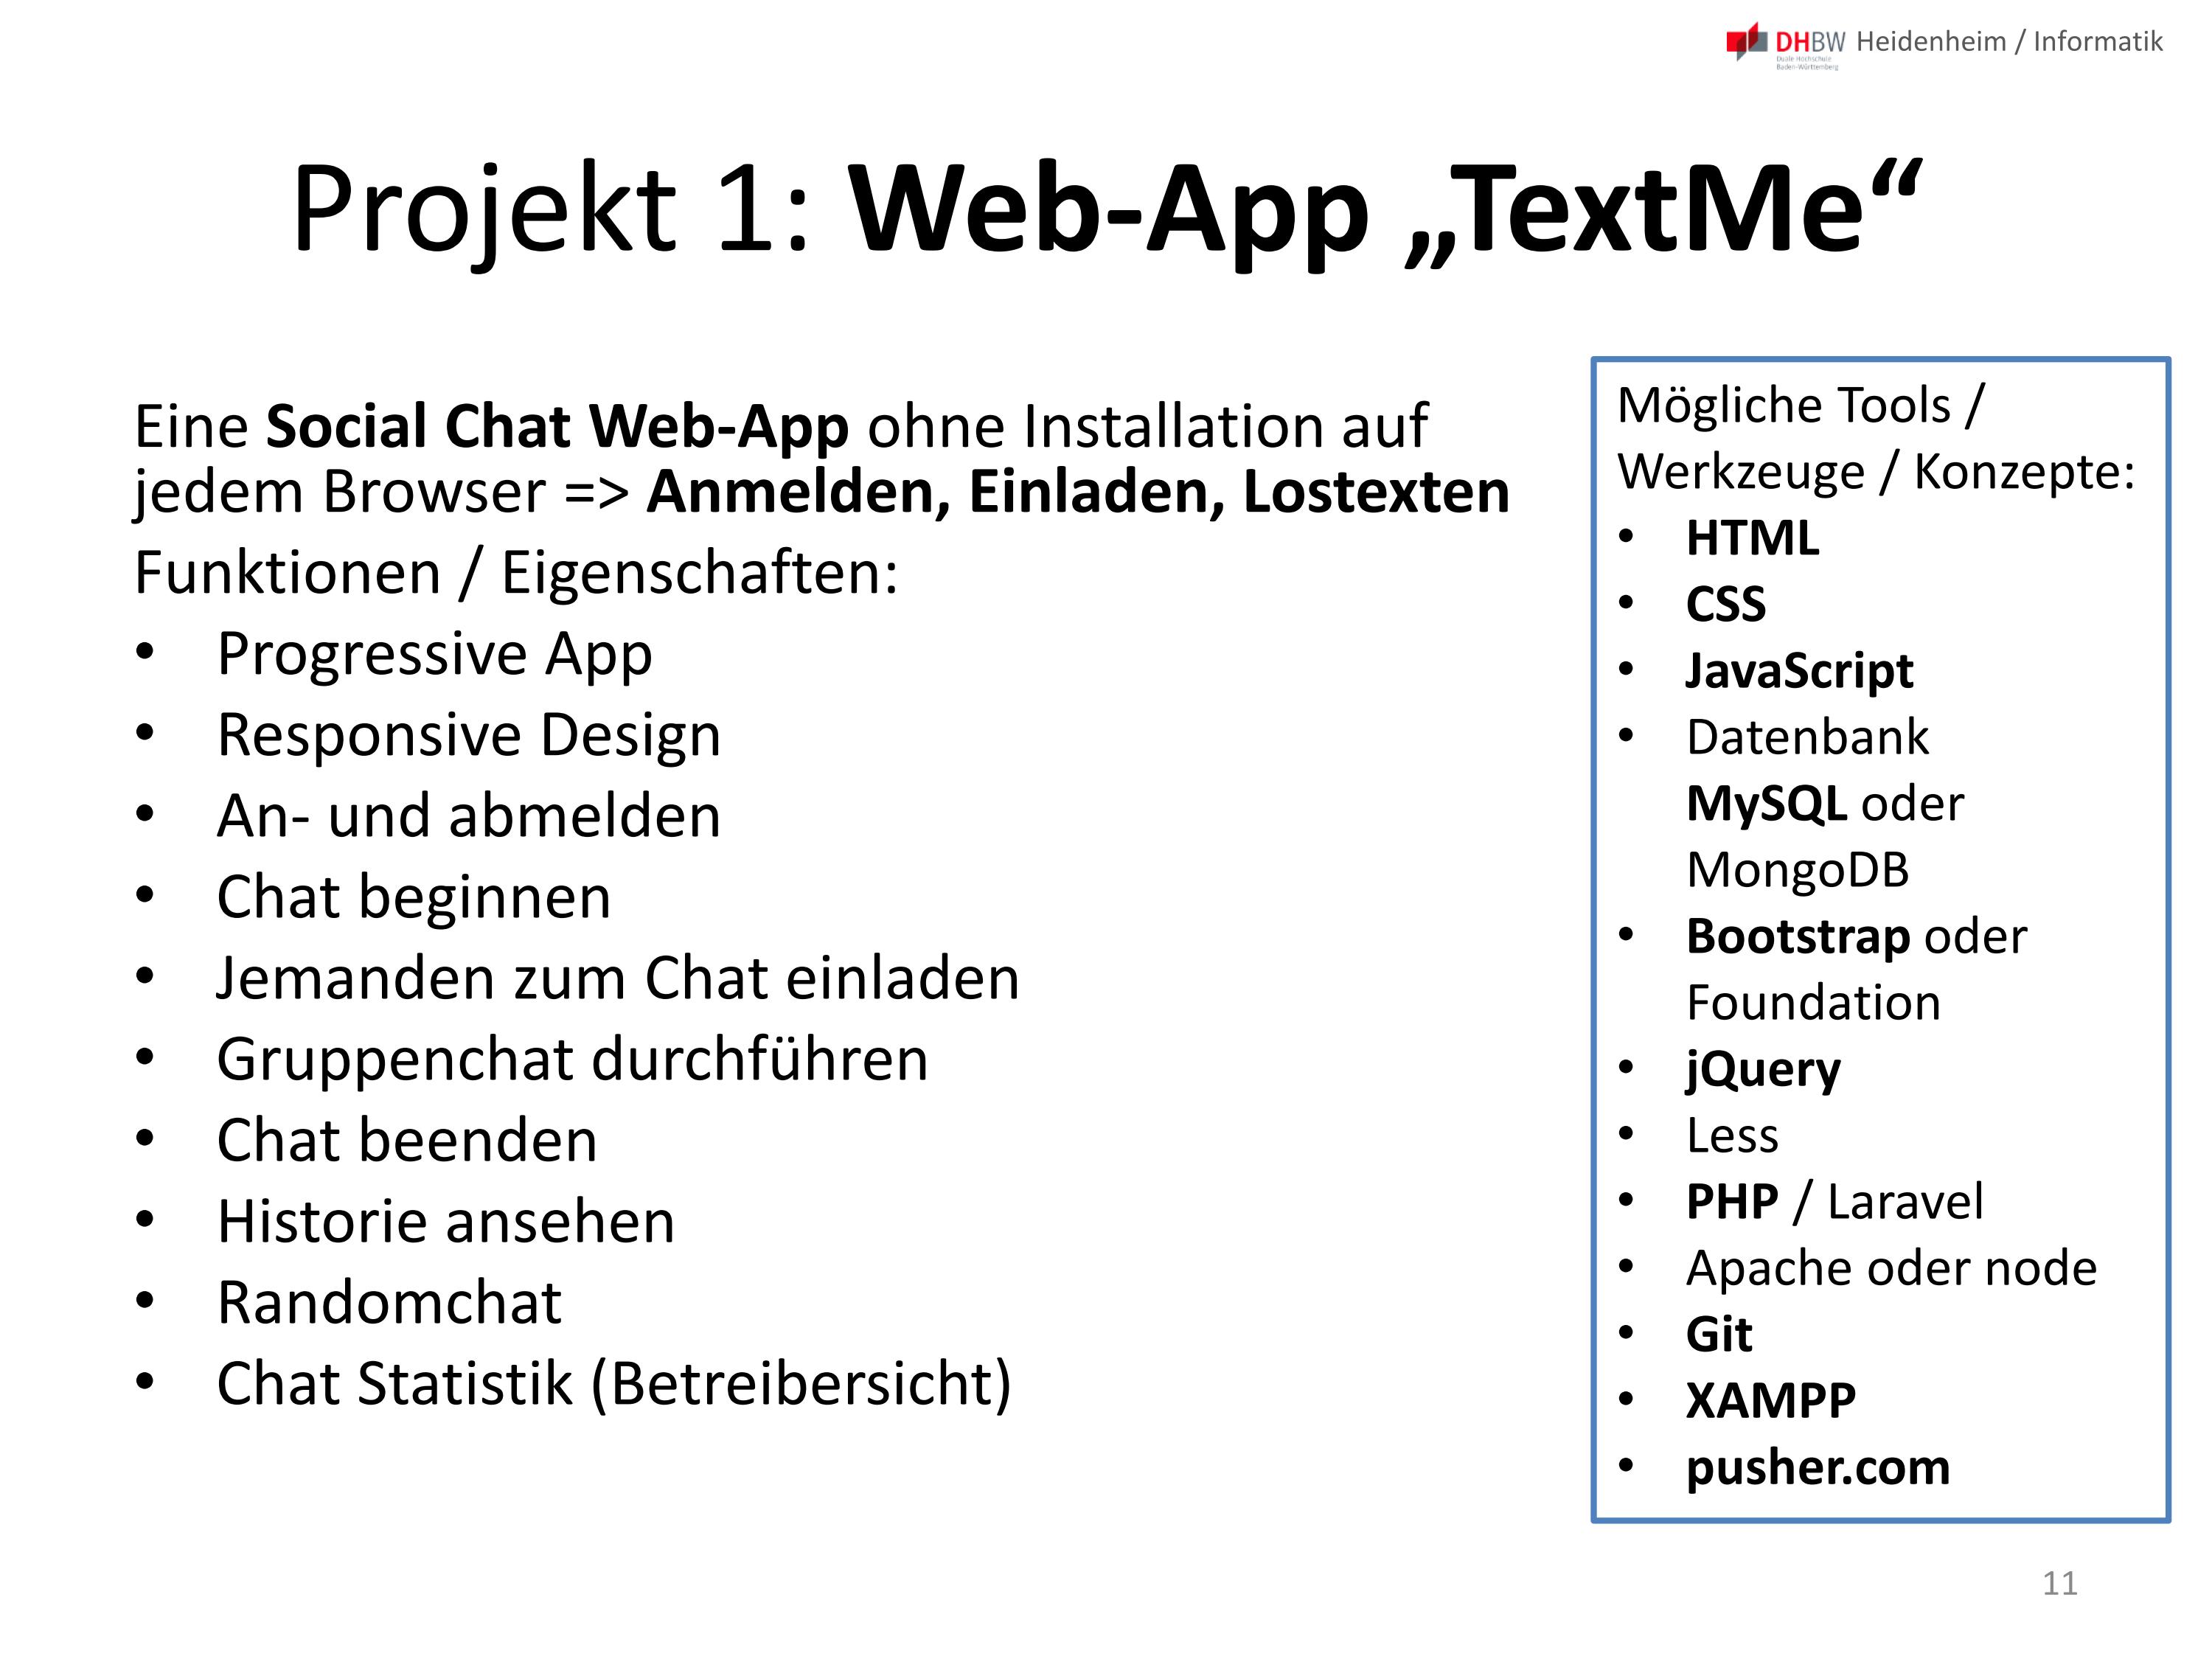 DHBW Heidenheim / Informatik
Duale Hochschule
Baden-Württemberg
Projekt 1: Web-App „TextMe“
Eine Social Chat Web-App ohne Installation auf
jedem Browser => Anmelden, Einladen, Lostexten
Funktionen / Eigenschaften:
• Progressive App
• Responsive Design
• An- und abmelden
• Chat beginnen
• Jemanden zum Chat einladen
• Gruppenchat durchführen
• Chat beenden
• Historie ansehen
• Randomchat
• Chat Statistik (Betreibersicht)
Mögliche Tools /
Werkzeuge / Konzepte:
• HTML
• CSS
• JavaScript
• Datenbank
MySQL oder
MongoDB
• Bootstrap oder
Foundation
• jQuery
• Less
• PHP / Laravel
• Apache oder node
• Git
• XAMPP
• pusher.com
11